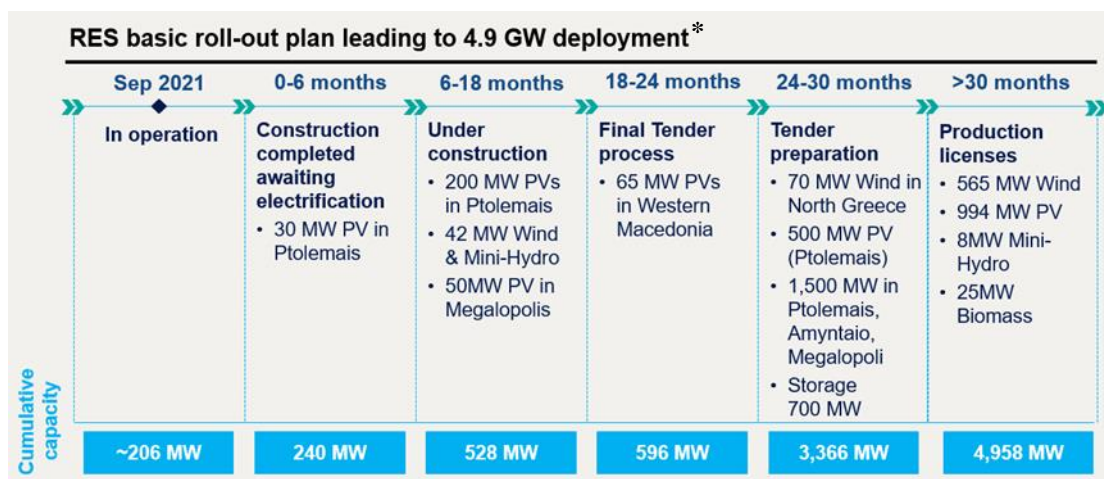 RES basic roll-out plan leading to 4.9 GW deployment*
Sep 2021
0-6 months
6-18 months
18-24 months
24-30 months
>30 months
In operation
Construction
completed
awaiting
electrification
• 30 MW PV in
Ptolemais
Under
construction
• 200 MW PVs
in Ptolemais
• 42 MW Wind
& Mini-Hydro
• 50MW PV in
Megalopolis
Final Tender
process
• 65 MW PVs
in Western
Macedonia
Tender
preparation
• 70 MW Wind in
North Greece
• 500 MW PV
(Ptolemais)
• 1,500 MW in
Ptolemais,
Amyntaio,
Megalopoli
• Storage
700 MW
Production
licenses
• 565 MW Wind
• 994 MW PV
• 8MW Mini-
Hydro
• 25MW
Biomass
Cumulative
capacity
~206 MW
240 MW
528 MW
596 MW
3,366 MW
4,958 MW